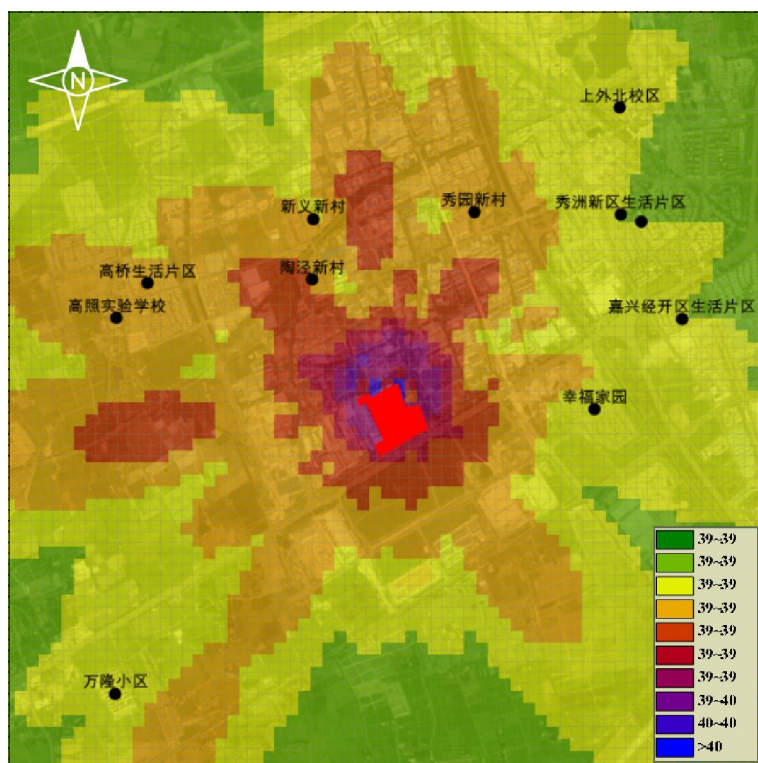 N
上外北校区
新义新村
秀园新村
秀洲新区生活片区
高桥生活片区
陶泾新村
高照实验学校
嘉兴经开区生活片区
幸福家园
万隆小区
39~39
39~39
39~39
39~39
39~39
39~39
39~39
39~40
40~40
>40